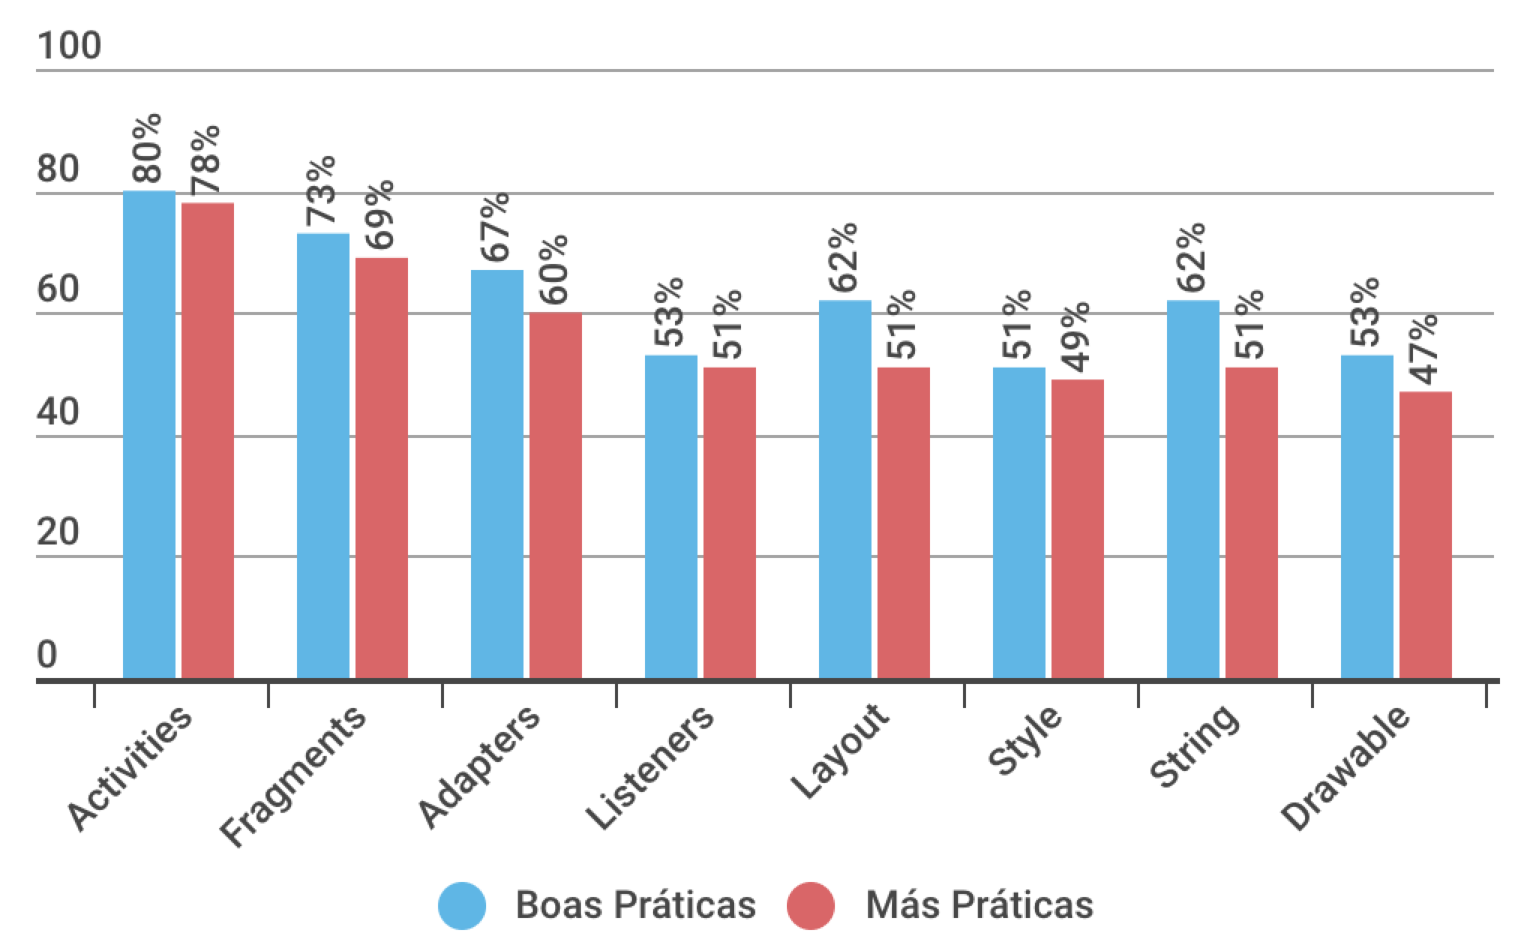 100
80
60
40
20
0
80% 78% 73% 69% 67% 60% 53% 51% 62% 51% 51% 49% 62% 51% 53% 47%
Activities Fragments Adapters Listeners Layout Style String Drawable
Boas Práticas Más Práticas